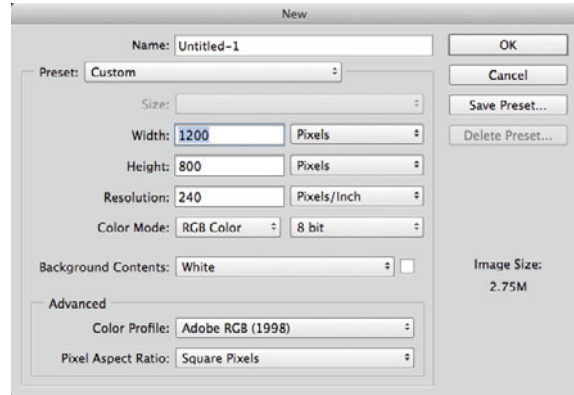 New
Name: Untitled-1
OK
Preset: Custom
Cancel
Size:
Save Preset...
Width: 1200 Pixels
Delete Preset...
Height: 800 Pixels
Resolution: 240 Pixels/Inch
Color Mode: RGB Color 8 bit
Background Contents: White
Image Size:
2.75M
Advanced
Color Profile: Adobe RGB (1998)
Pixel Aspect Ratio: Square Pixels